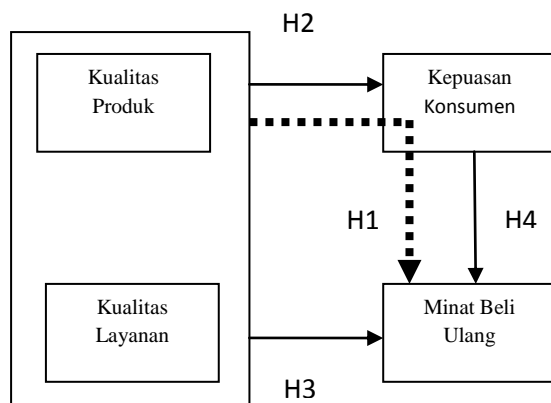 H2
Kualitas
Produk
Kepuasan
Konsumen
H1
H4
Kualitas
Layanan
Minat Beli
Ulang
H3